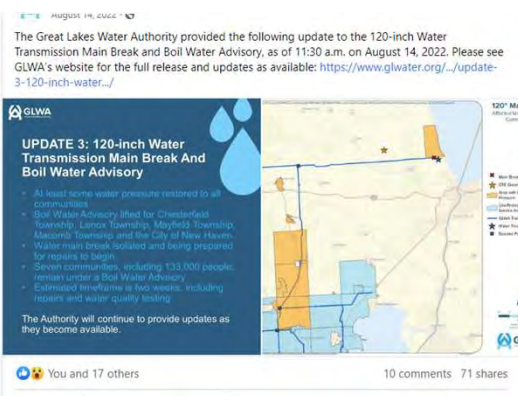 August 14, 2022 ·
The Great Lakes Water Authority provided the following update to the 120-inch Water
Transmission Main Break and Boil Water Advisory, as of 11:30 a.m. on August 14, 2022. Please see
GLWA's website for the full release and updates as available: https://www.glwater.org/.../update-
3-120-inch-water.../
GLWA
UPDATE 3: 120-inch Water
Transmission Main Break And
Boil Water Advisory
• At least some water pressure restored to all
communities
• Boil Water Advisory lifted for Chesterfield
Township, Lenox Township, Mayfield Township,
Macomb Township and the City of New Haven
• Water main break isolated and being prepared
for repairs to begin
• Seven communities, including 133,000 people,
remain under a Boil Water Advisory
• Estimated timeframe is two weeks, including
repairs and water quality testing
The Authority will continue to provide updates as
they become available.
120" Ma
You and 17 others
10 comments 71 shares